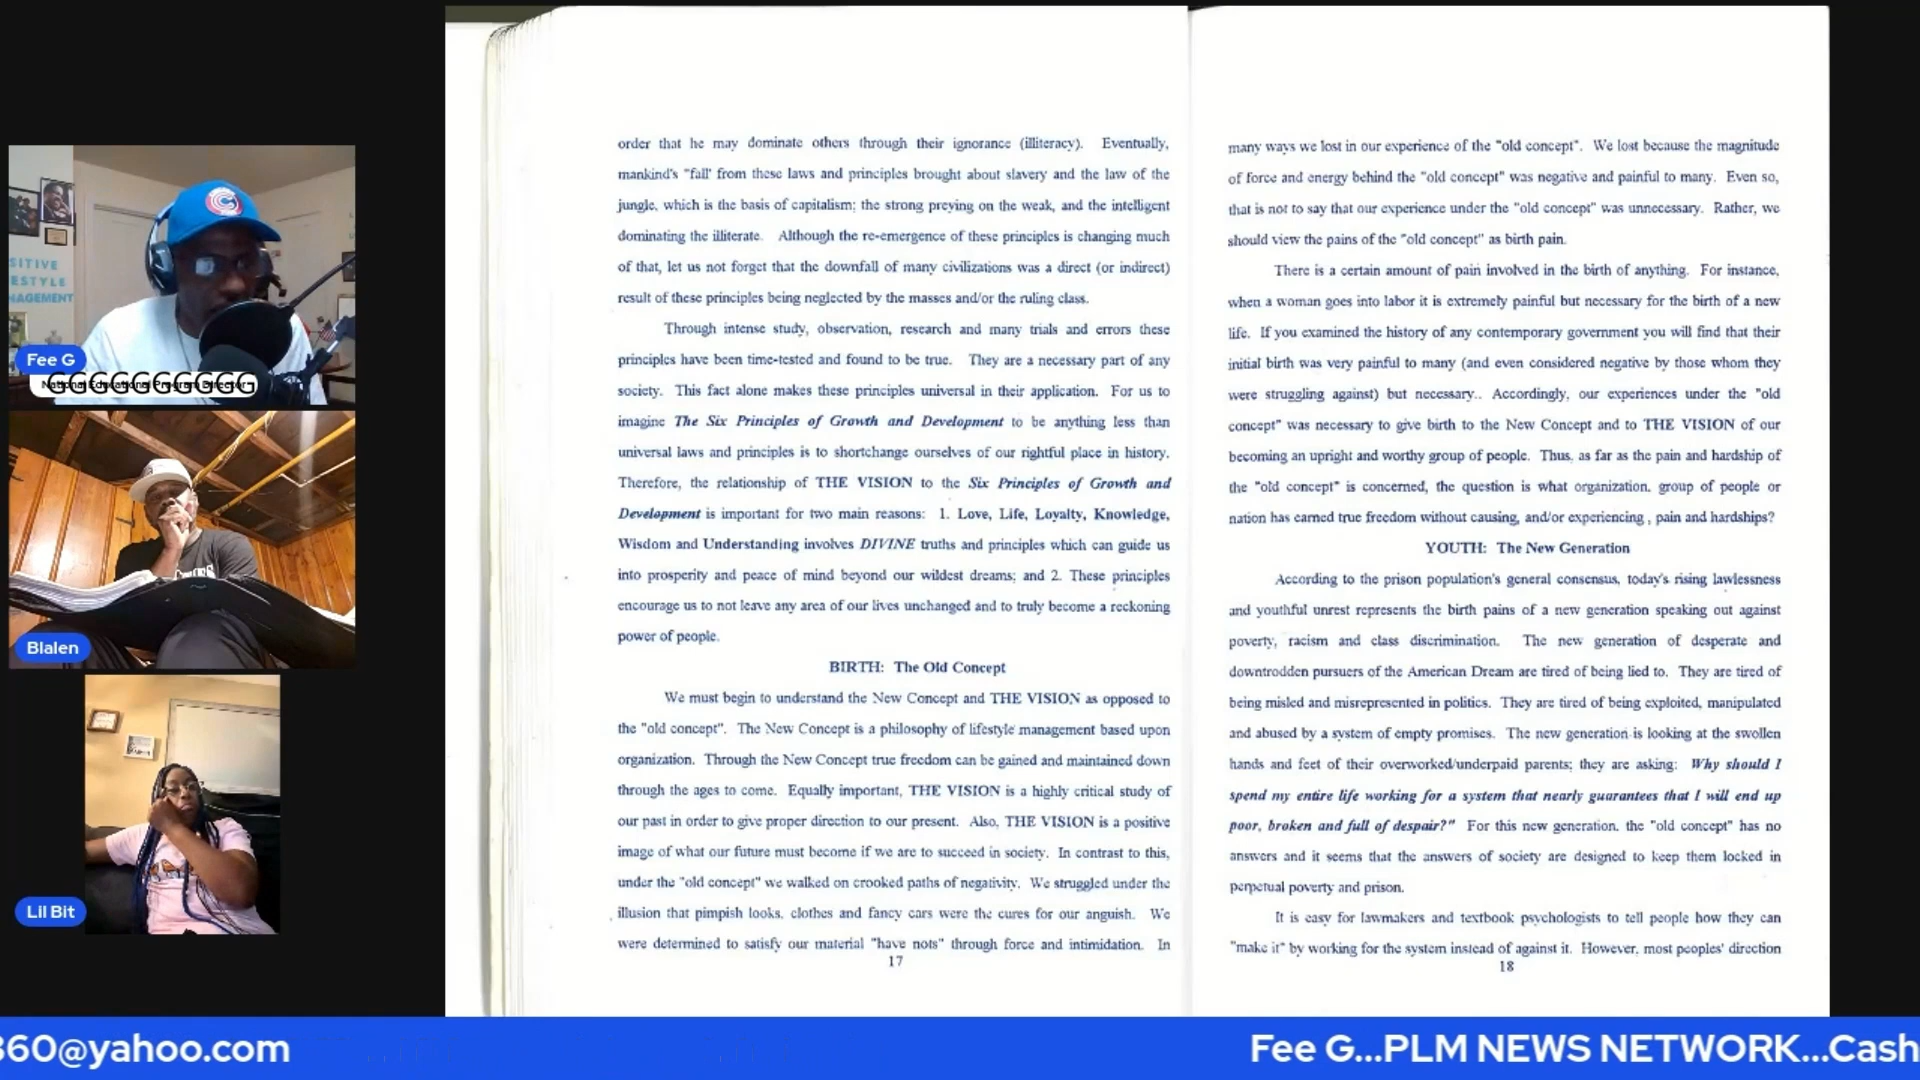 SITIVE
ESTYLE
NAGEMENT
Fee G
National Educational Program Director
GGGGGGGGG
Blalen
Lil Bit
order that he may dominate others through their ignorance (illiteracy). Eventually,
mankind's "fall' from these laws and principles brought about slavery and the law of the
jungle, which is the basis of capitalism; the strong preying on the weak, and the intelligent
dominating the illiterate. Although the re-emergence of these principles is changing much
of that, let us not forget that the downfall of many civilizations was a direct (or indirect)
result of these principles being neglected by the masses and/or the ruling class.
Through intense study, observation, research and many trials and errors these
principles have been time-tested and found to be true. They are a necessary part of any
society. This fact alone makes these principles universal in their application. For us to
imagine The Six Principles of Growth and Development to be anything less than
universal laws and principles is to shortchange ourselves of our rightful place in history.
Therefore, the relationship of THE VISION to the Six Principles of Growth and
Development is important for two main reasons: 1. Love, Life, Loyalty, Knowledge,
Wisdom and Understanding involves DIVINE truths and principles which can guide us
into prosperity and peace of mind beyond our wildest dreams; and 2. These principles
encourage us to not leave any area of our lives unchanged and to truly become a reckoning
power of people.
BIRTH: The Old Concept
We must begin to understand the New Concept and THE VISION as opposed to
the "old concept". The New Concept is a philosophy of lifestyle management based upon
organization. Through the New Concept true freedom can be gained and maintained down
through the ages to come. Equally important, THE VISION is a highly critical study of
our past in order to give proper direction to our present. Also, THE VISION is a positive
image of what our future must become if we are to succeed in society. In contrast to this,
under the "old concept" we walked on crooked paths of negativity. We struggled under the
illusion that pimpish looks, clothes and fancy cars were the cures for our anguish. We
were determined to satisfy our material "have nots" through force and intimidation. In
17
many ways we lost in our experience of the "old concept". We lost because the magnitude
of force and energy behind the "old concept" was negative and painful to many. Even so,
that is not to say that our experience under the "old concept" was unnecessary. Rather, we
should view the pains of the "old concept" as birth pain.
There is a certain amount of pain involved in the birth of anything. For instance,
when a woman goes into labor it is extremely painful but necessary for the birth of a new
life. If you examined the history of any contemporary government you will find that their
initial birth was very painful to many (and even considered negative by those whom they
were struggling against) but necessary.. Accordingly, our experiences under the "old
concept" was necessary to give birth to the New Concept and to THE VISION of our
becoming an upright and worthy group of people. Thus, as far as the pain and hardship of
the "old concept" is concerned, the question is what organization, group of people or
nation has earned true freedom without causing, and/or experiencing , pain and hardships?
YOUTH: The New Generation
According to the prison population's general consensus, today's rising lawlessness
and youthful unrest represents the birth pains of a new generation speaking out against
poverty, racism and class discrimination. The new generation of desperate and
downtrodden pursuers of the American Dream are tired of being lied to. They are tired of
being misled and misrepresented in politics. They are tired of being exploited, manipulated
and abused by a system of empty promises. The new generation is looking at the swollen
hands and feet of their overworked/underpaid parents; they are asking: Why should I
spend my entire life working for a system that nearly guarantees that I will end up
poor, broken and full of despair?" For this new generation, the "old concept" has no
answers and it seems that the answers of society are designed to keep them locked in
perpetual poverty and prison.
It is easy for lawmakers and textbook psychologists to tell people how they can
"make it" by working for the system instead of against it. However, most peoples' direction
18
360@yahoo.com
Fee G...PLM NEWS NETWORK...Cash